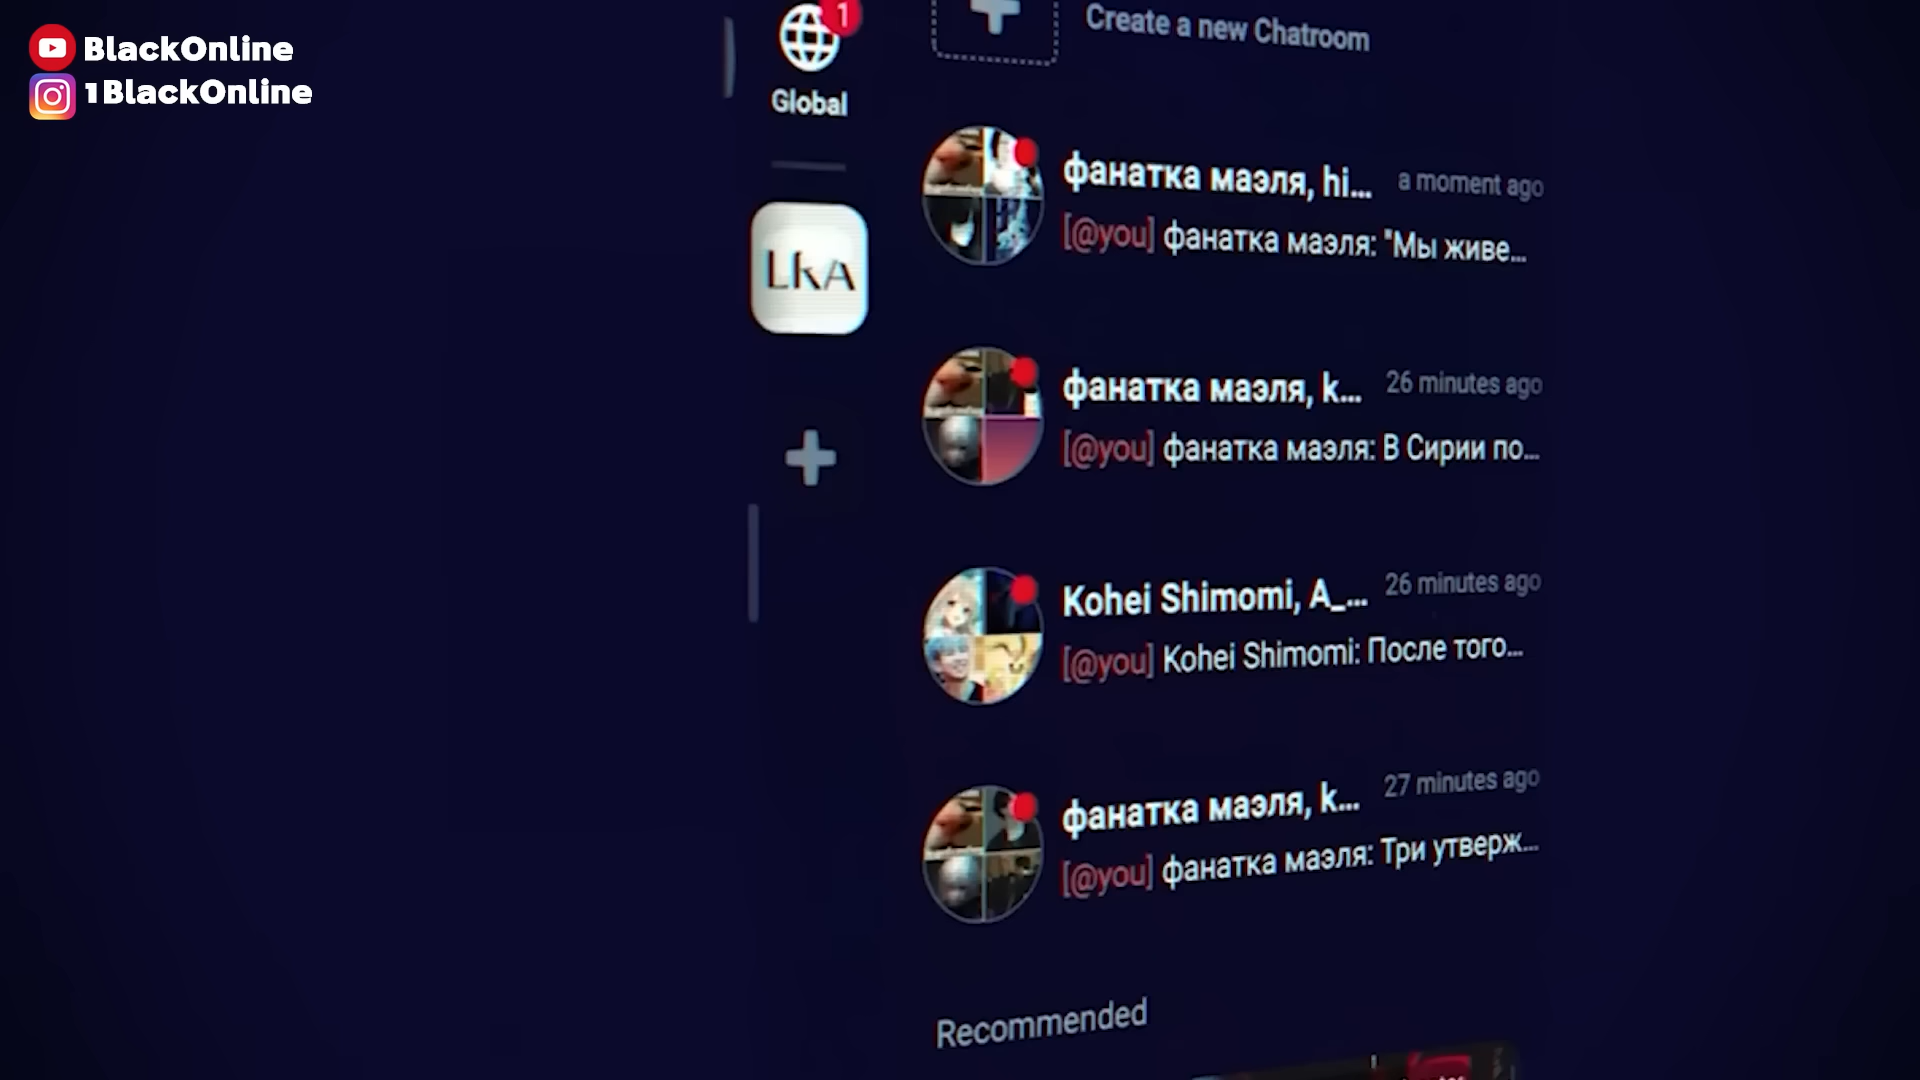 BlackOnline
1BlackOnline
1
Global
LKA
Create a new Chatroom
фанатка маэля, hi... a moment ago
[@you] фанатка маэля: "Мы живе...
фанатка маэля, k... 26 minutes ago
[@you] фанатка маэля: В Сирии по...
Kohei Shimomi, A_... 26 minutes ago
[@you] Kohei Shimomi: После того...
фанатка маэля, k... 27 minutes ago
[@you] фанатка маэля: Три утверж...
Recommended